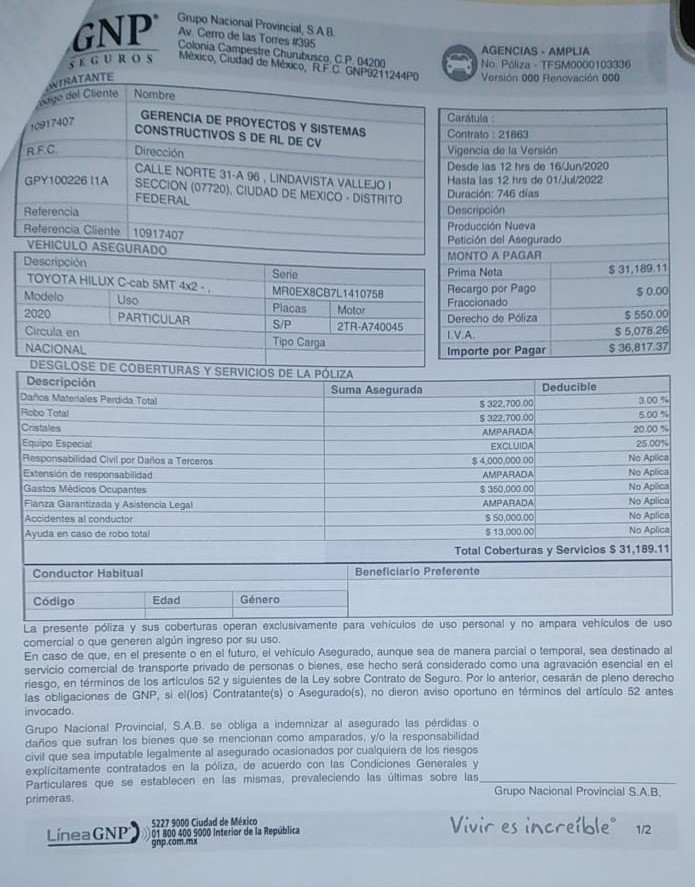 GNP
SEGUROS
Grupo Nacional Provincial, S.A.B.
Av. Cerro de las Torres #395
Colonia Campestre Churubusco, C.P. 04200
México, Ciudad de México, R.F.C. GNP9211244P0
AGENCIAS - AMPLIA
No. Póliza - TFSM0000103336
Versión 000 Renovación 000
NTRATANTE
digo del Cliente Nombre
10917407 GERENCIA DE PROYECTOS Y SISTEMAS
CONSTRUCTIVOS S DE RL DE CV
R.F.C. Dirección
GPY100226 I1A CALLE NORTE 31-A 96 , LINDAVISTA VALLEJO I
SECCION (07720), CIUDAD DE MEXICO - DISTRITO
FEDERAL
Referencia
Referencia Cliente 10917407
Carátula :
Contrato : 21863
Vigencia de la Versión
Desde las 12 hrs de 16/Jun/2020
Hasta las 12 hrs de 01/Jul/2022
Duración: 746 días
Descripción
Producción Nueva
Petición del Asegurado
MONTO A PAGAR
Prima Neta $ 31,189.11
Recargo por Pago
Fraccionado $ 0.00
Derecho de Póliza $ 550.00
I.V.A. $ 5,078.26
Importe por Pagar $ 36,817.37
VEHICULO ASEGURADO
Descripción Serie
TOYOTA HILUX C-cab 5MT 4x2 - , MR0EX8CB7L1410758
Modelo Uso Placas Motor
2020 PARTICULAR S/P 2TR-A740045
Circula en Tipo Carga
NACIONAL
DESGLOSE DE COBERTURAS Y SERVICIOS DE LA PÓLIZA
Descripción Suma Asegurada Deducible
Daños Materiales Perdida Total $ 322,700.00 3.00 %
Robo Total $ 322,700.00 5.00 %
Cristales AMPARADA 20.00 %
Equipo Especial EXCLUIDA 25.00%
Responsabilidad Civil por Daños a Terceros $ 4,000,000.00 No Aplica
Extensión de responsabilidad AMPARADA No Aplica
Gastos Médicos Ocupantes $ 350,000.00 No Aplica
Fianza Garantizada y Asistencia Legal AMPARADA No Aplica
Accidentes al conductor $ 50,000.00 No Aplica
Ayuda en caso de robo total $ 13,000.00 No Aplica
Total Coberturas y Servicios $ 31,189.11
Conductor Habitual Beneficiario Preferente
Código Edad Género
La presente póliza y sus coberturas operan exclusivamente para vehículos de uso personal y no ampara vehículos de uso
comercial o que generen algún ingreso por su uso.
En caso de que, en el presente o en el futuro, el vehículo Asegurado, aunque sea de manera parcial o temporal, sea destinado al
servicio comercial de transporte privado de personas o bienes, ese hecho será considerado como una agravación esencial en el
riesgo, en términos de los artículos 52 y siguientes de la Ley sobre Contrato de Seguro. Por lo anterior, cesarán de pleno derecho
las obligaciones de GNP, si el(los) Contratante(s) o Asegurado(s), no dieron aviso oportuno en términos del artículo 52 antes
invocado.
Grupo Nacional Provincial, S.A.B. se obliga a indemnizar al asegurado las pérdidas o
daños que sufran los bienes que se mencionan como amparados, y/o la responsabilidad
civil que sea imputable legalmente al asegurado ocasionados por cualquiera de los riesgos
explícitamente contratados en la póliza, de acuerdo con las Condiciones Generales y
Particulares que se establecen en las mismas, prevaleciendo las últimas sobre las
primeras.
Grupo Nacional Provincial S.A.B.
Línea GNP
5227 9000 Ciudad de México
01 800 400 9000 Interior de la República
gnp.com.mx
Vivir es increíble® 1/2